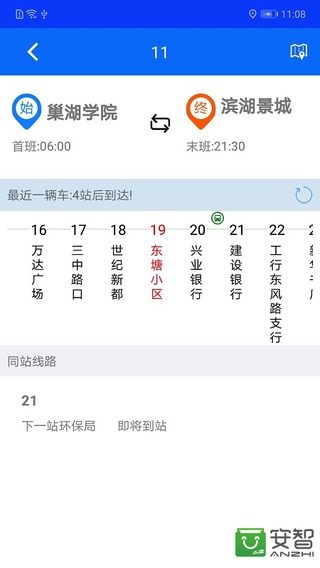 11:08
11
始 巢湖学院
终 滨湖景城
首班:06:00
末班:21:30
最近一辆车:4站后到达!
16 17 18 19 20 21 22
万达广场
三中路口
世纪新都
东塘小区
兴业银行
建设银行
工行东风路支行
同站线路
21
下一站环保局 即将到站
安智
ANZHI